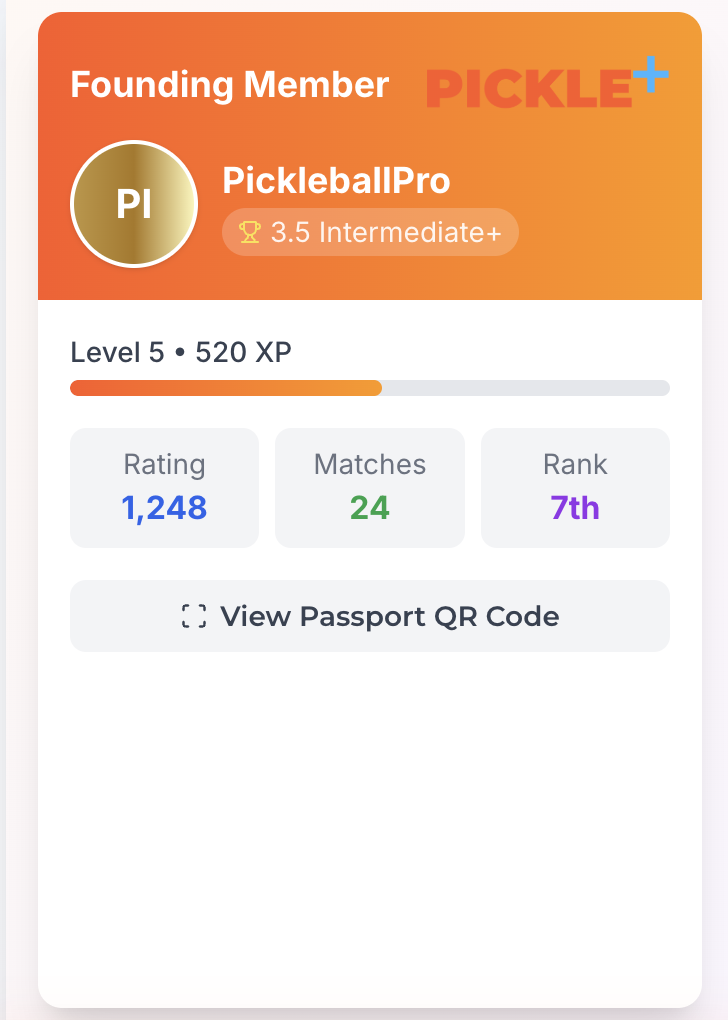 Founding Member
PICKLE+
PI
PickleballPro
3.5 Intermediate+
Level 5 • 520 XP
Rating
1,248
Matches
24
Rank
7th
View Passport QR Code